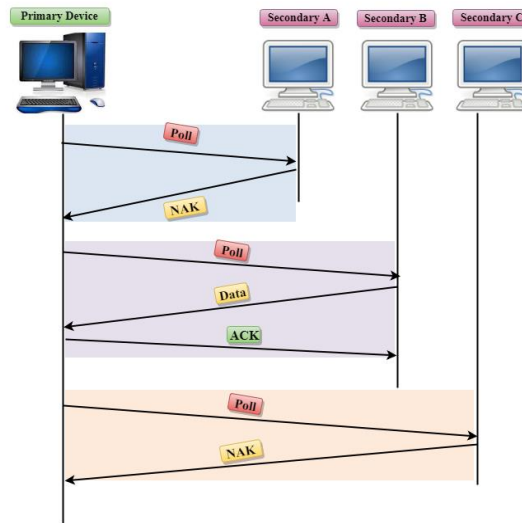 Primary Device
Secondary A
Secondary B
Secondary C
Poll
NAK
Poll
Data
ACK
Poll
NAK